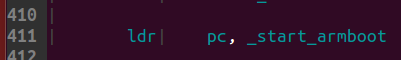 410 |
411 | ldr| pc, _start_armboot
412